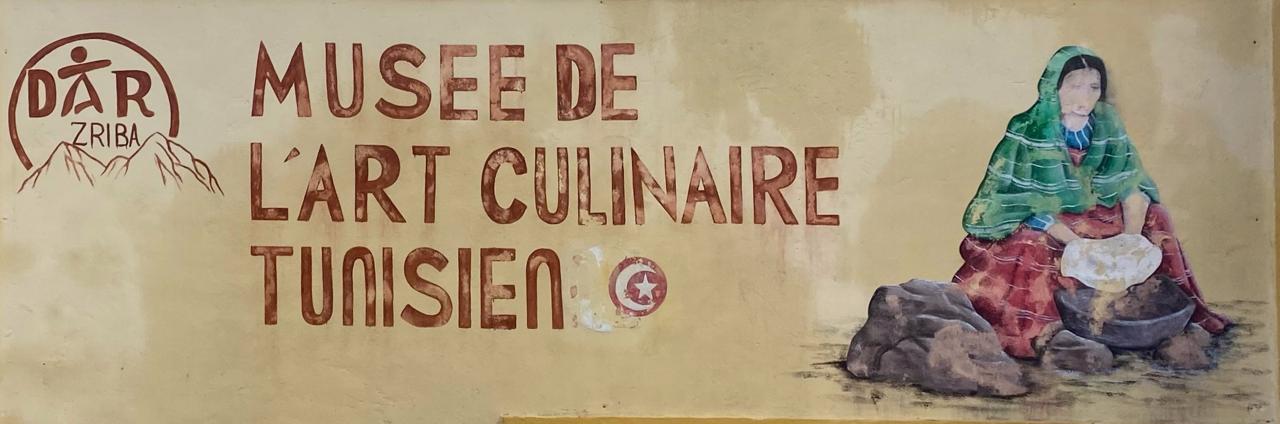 DAR
ZRIBA
MUSEE DE
L'ART CULINAIRE
TUNISIEN